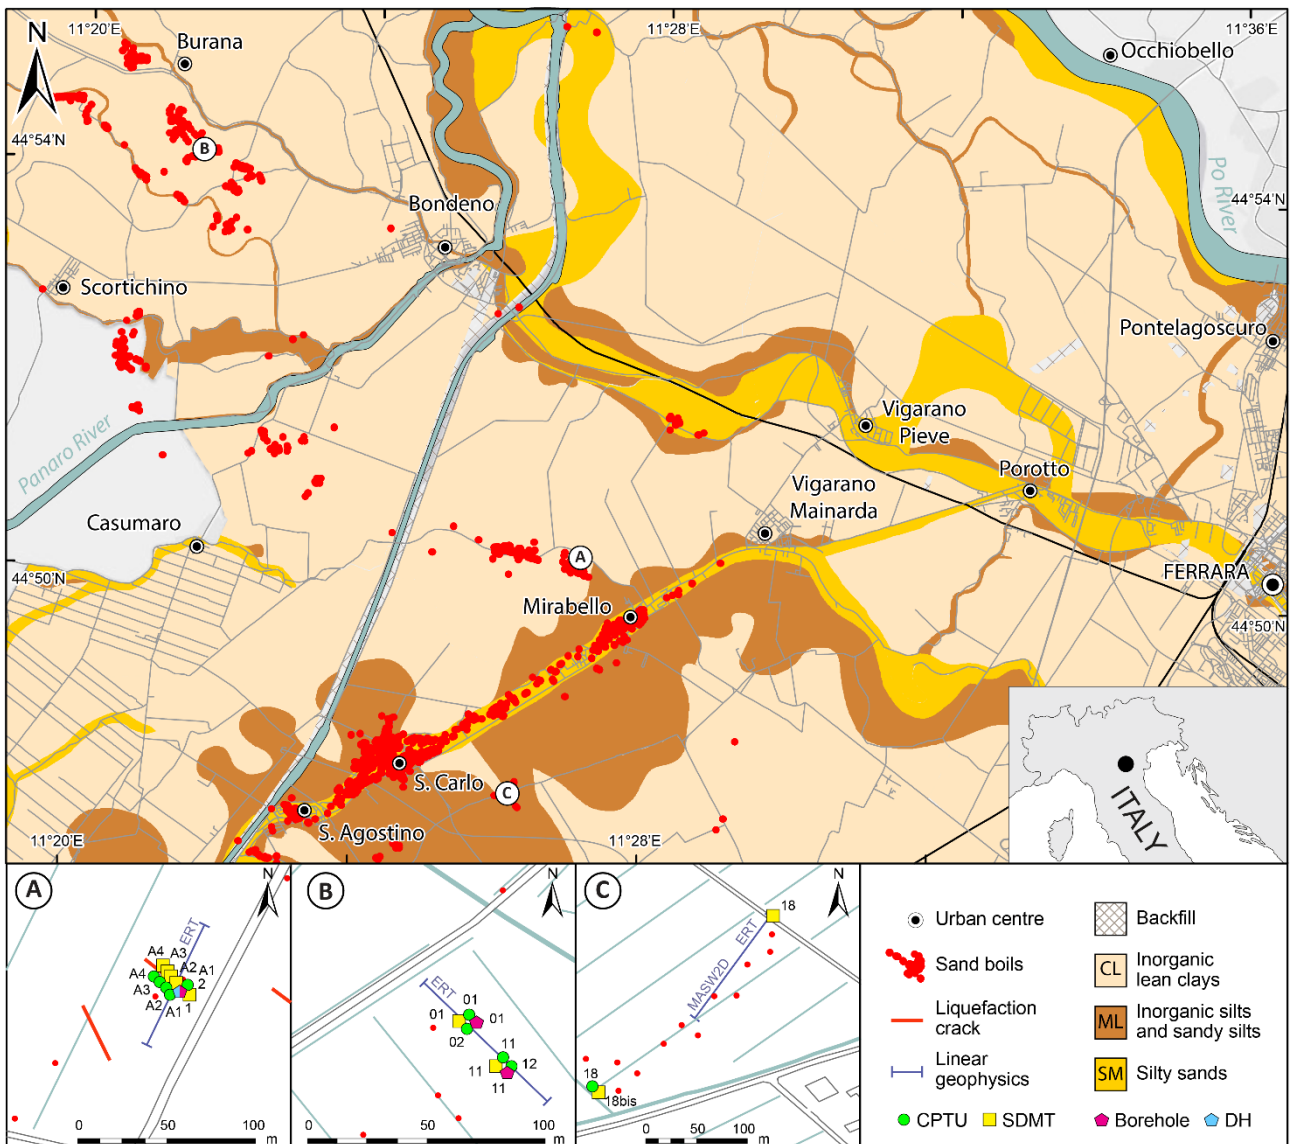 N
11°20'E
11°28'E
11°36'E
Burana
Occhiobello
44°54'N
B
Po River
44°54'N
Bondeno
Scortichino
Pontelagoscuro
Panaro River
Vigarano
Pieve
Porotto
Vigarano
Mainarda
Casumaro
A
44°50'N
FERRARA
Mirabello
44°50'N
S. Carlo
C
S. Agostino
11°20'E
11°28'E
ITALY
A
N
ERT
A4
A3
A2
A1
A4
2
A3
A2
A1
1
0
50
100
m
B
N
ERT
01
01
01
02
11
12
11
11
0
50
100
m
C
N
18
ERT
MASW2D
18
18bis
0
50
100
m
Urban centre
Sand boils
Liquefaction
crack
Linear
geophysics
Backfill
CL
Inorganic
lean clays
ML
Inorganic silts
and sandy silts
SM
Silty sands
CPTU
SDMT
Borehole
DH